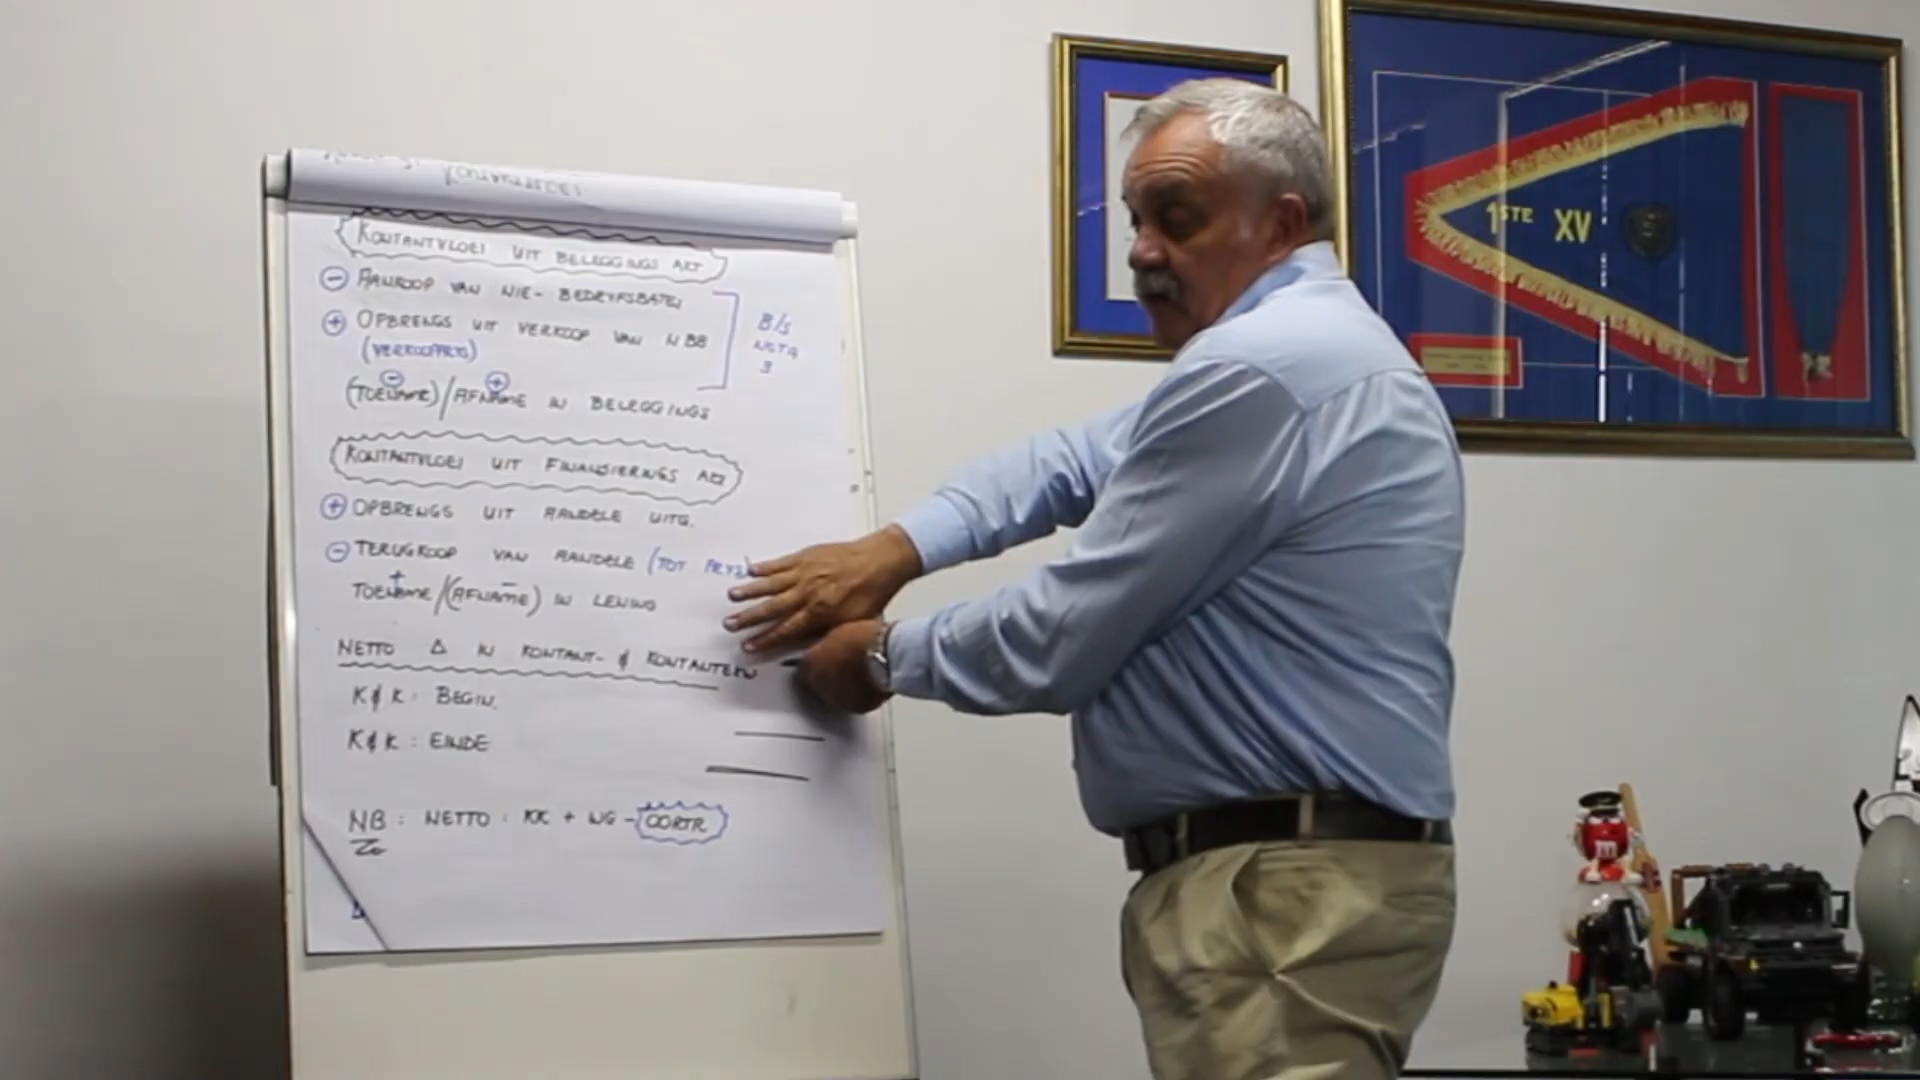 KONTANTVLOEI UIT BELEGGINGS AKT
- AANKOOP VAN NIE-BEDRYFSBATES
+ OPBRENGS UIT VERKOOP VAN NBB
(VERKOOPPRYS)
B/S
NOTA
3
- +
(TOENAME)/AFNAME IN BELEGGINGS
KONTANTVLOEI UIT FINANSIERINGS AKT
+ OPBRENGS UIT AANDELE UITG.
- TERUGKOOP VAN AANDELE (TOT PRYS)
+ -
TOENAME/(AFNAME) IN LENING
NETTO Δ IN KONTANT- & KONTANTEKW
K&K: BEGIN.
K&K: EINDE
NB: NETTO: KK + WG - OORTR
1STE XV